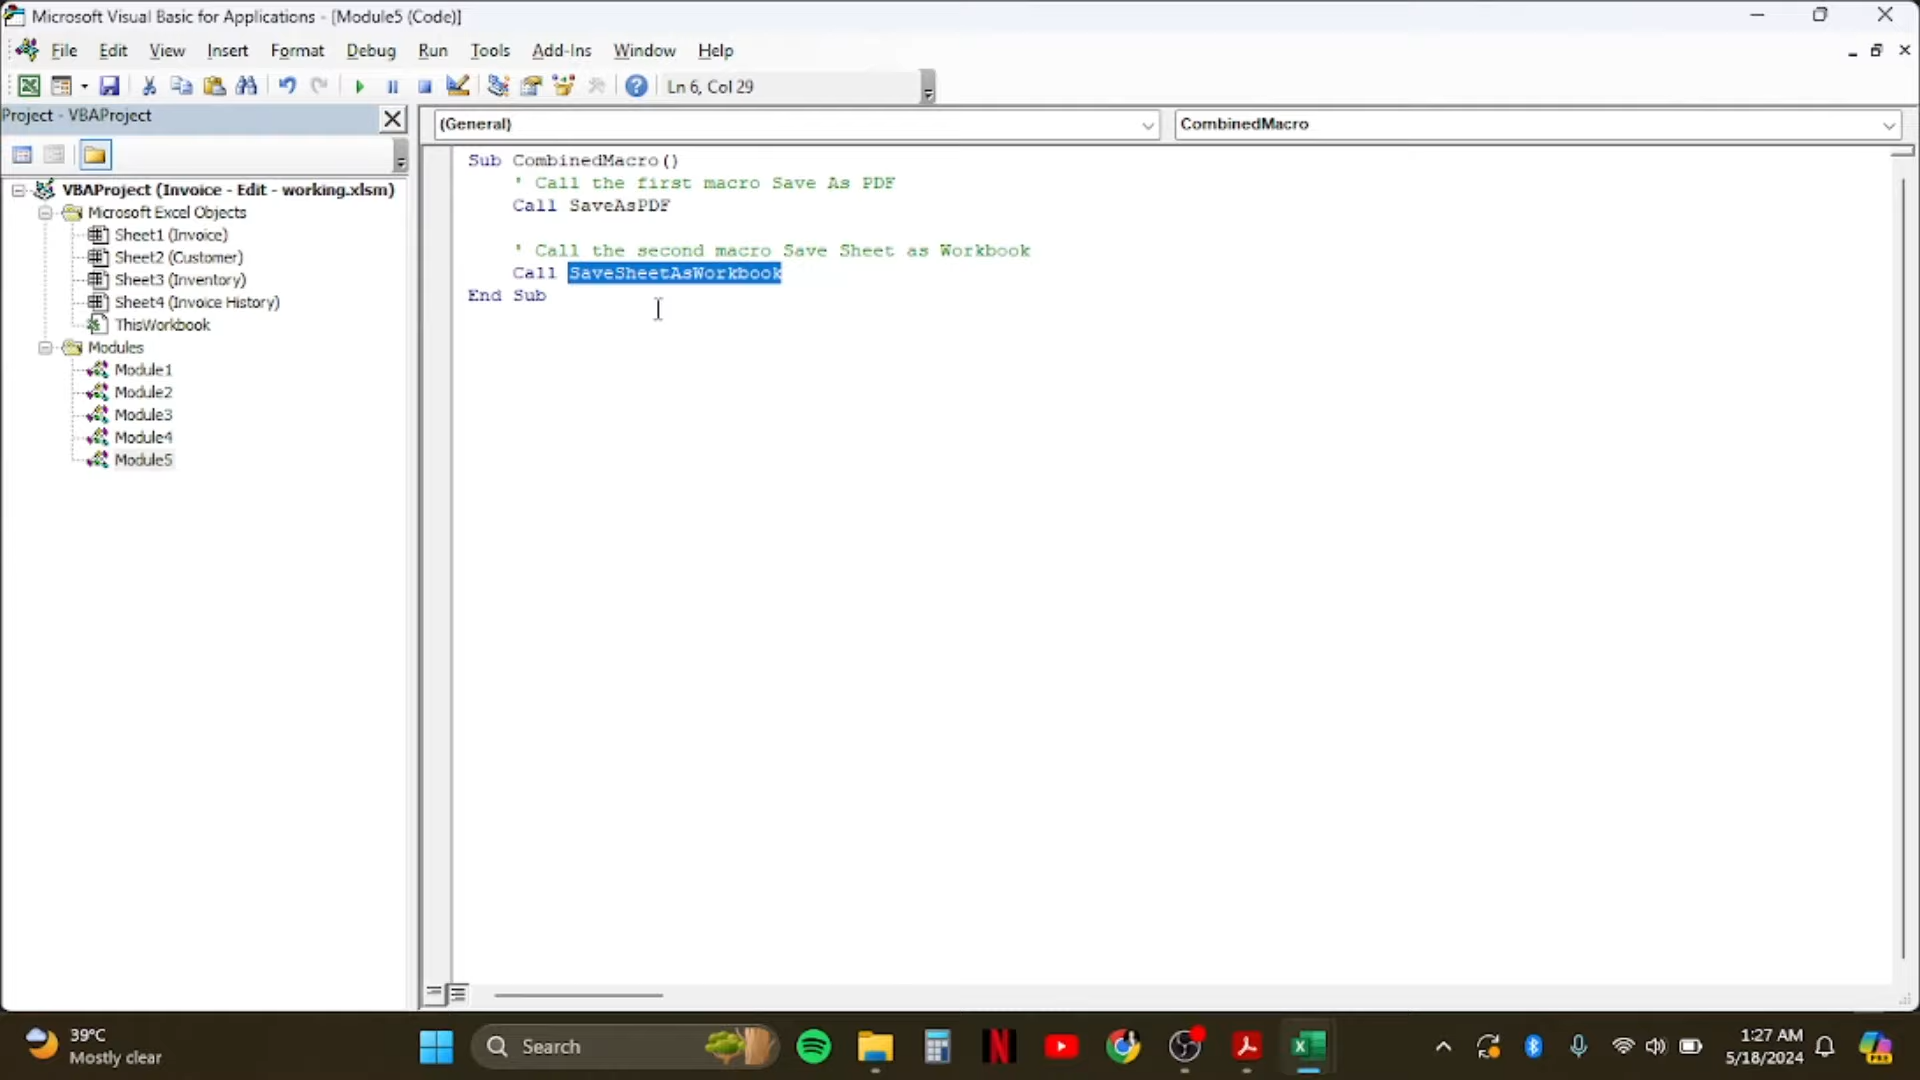 Microsoft Visual Basic for Applications - [Module5 (Code)]
File Edit View Insert Format Debug Run Tools Add-Ins Window Help
Ln 6, Col 29
Project - VBAProject
(General)
CombinedMacro
VBAProject (Invoice - Edit - working.xlsm)
Microsoft Excel Objects
Sheet1 (Invoice)
Sheet2 (Customer)
Sheet3 (Inventory)
Sheet4 (Invoice History)
ThisWorkbook
Modules
Module1
Module2
Module3
Module4
Module5
Sub CombinedMacro()
' Call the first macro Save As PDF
Call SaveAsPDF
' Call the second macro Save Sheet as Workbook
Call SaveSheetAsWorkbook
End Sub
39°C
Mostly clear
Search
1:27 AM
5/18/2024